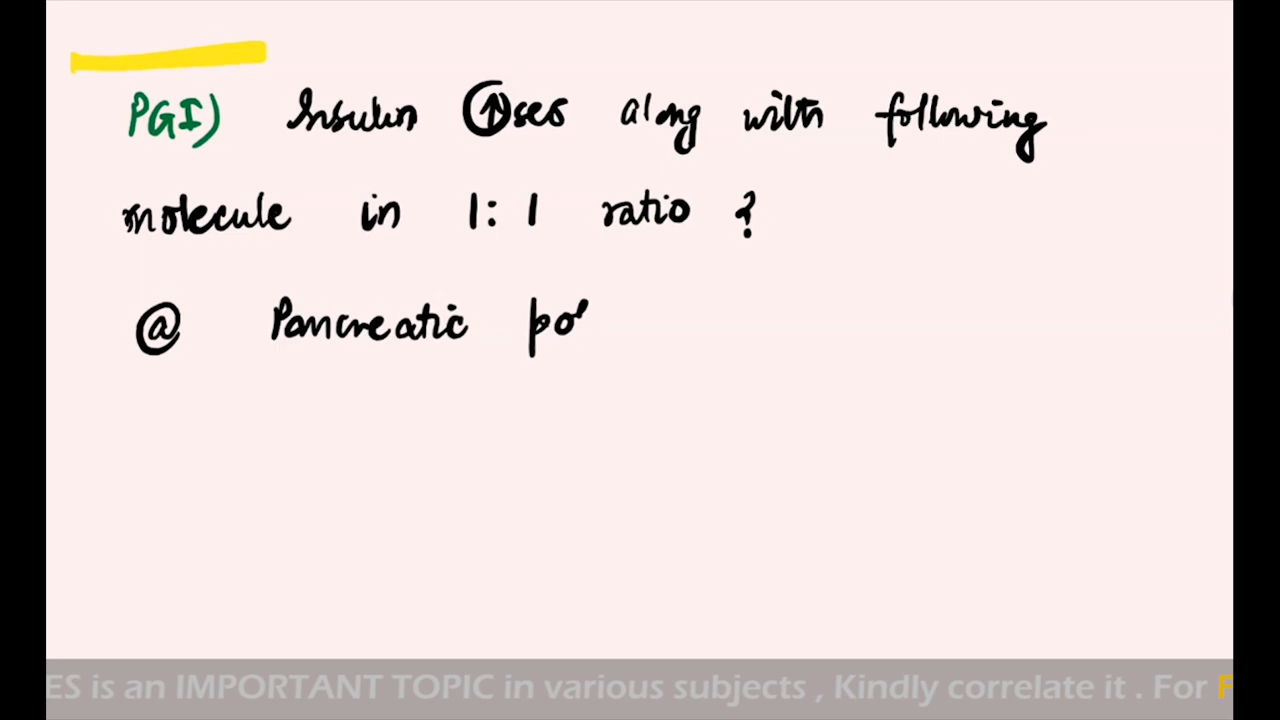 PGI) Insulin ↑ses along with following
molecule in 1:1 ratio ?
@ Pancreatic po
ES is an IMPORTANT TOPIC in various subjects , Kindly correlate it . For F